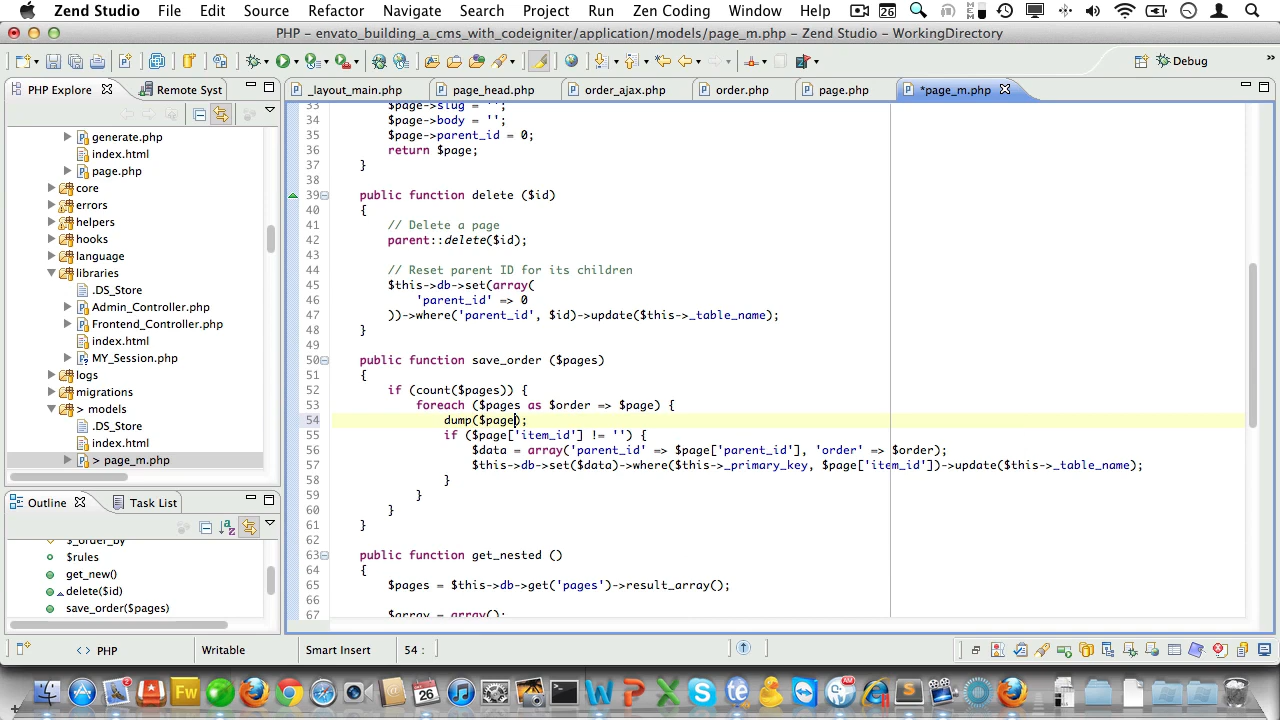 Zend Studio File Edit Source Refactor Navigate Search Project Run Zen Coding Window Help
PHP - envato_building_a_cms_with_codeigniter/application/models/page_m.php - Zend Studio - WorkingDirectory
Debug
PHP Explore Remote Syst
_layout_main.php page_head.php order_ajax.php order.php page.php *page_m.php
generate.php
index.html
page.php
core
errors
helpers
hooks
language
libraries
.DS_Store
Admin_Controller.php
Frontend_Controller.php
index.html
MY_Session.php
logs
migrations
> models
.DS_Store
index.html
> page_m.php
Outline Task List
$_order_by
$rules
get_new()
delete($id)
save_order($pages)
33 $page->slug = '';
34 $page->body = '';
35 $page->parent_id = 0;
36 return $page;
37 }
38
39 public function delete ($id)
40 {
41 // Delete a page
42 parent::delete($id);
43
44 // Reset parent ID for its children
45 $this->db->set(array(
46 'parent_id' => 0
47 ))->where('parent_id', $id)->update($this->_table_name);
48 }
49
50 public function save_order ($pages)
51 {
52 if (count($pages)) {
53 foreach ($pages as $order => $page) {
54 dump($page);
55 if ($page['item_id'] != '') {
56 $data = array('parent_id' => $page['parent_id'], 'order' => $order);
57 $this->db->set($data)->where($this->_primary_key, $page['item_id'])->update($this->_table_name);
58 }
59 }
60 }
61 }
62
63 public function get_nested ()
64 {
65 $pages = $this->db->get('pages')->result_array();
66
67 $array = array();
PHP Writable Smart Insert 54 :